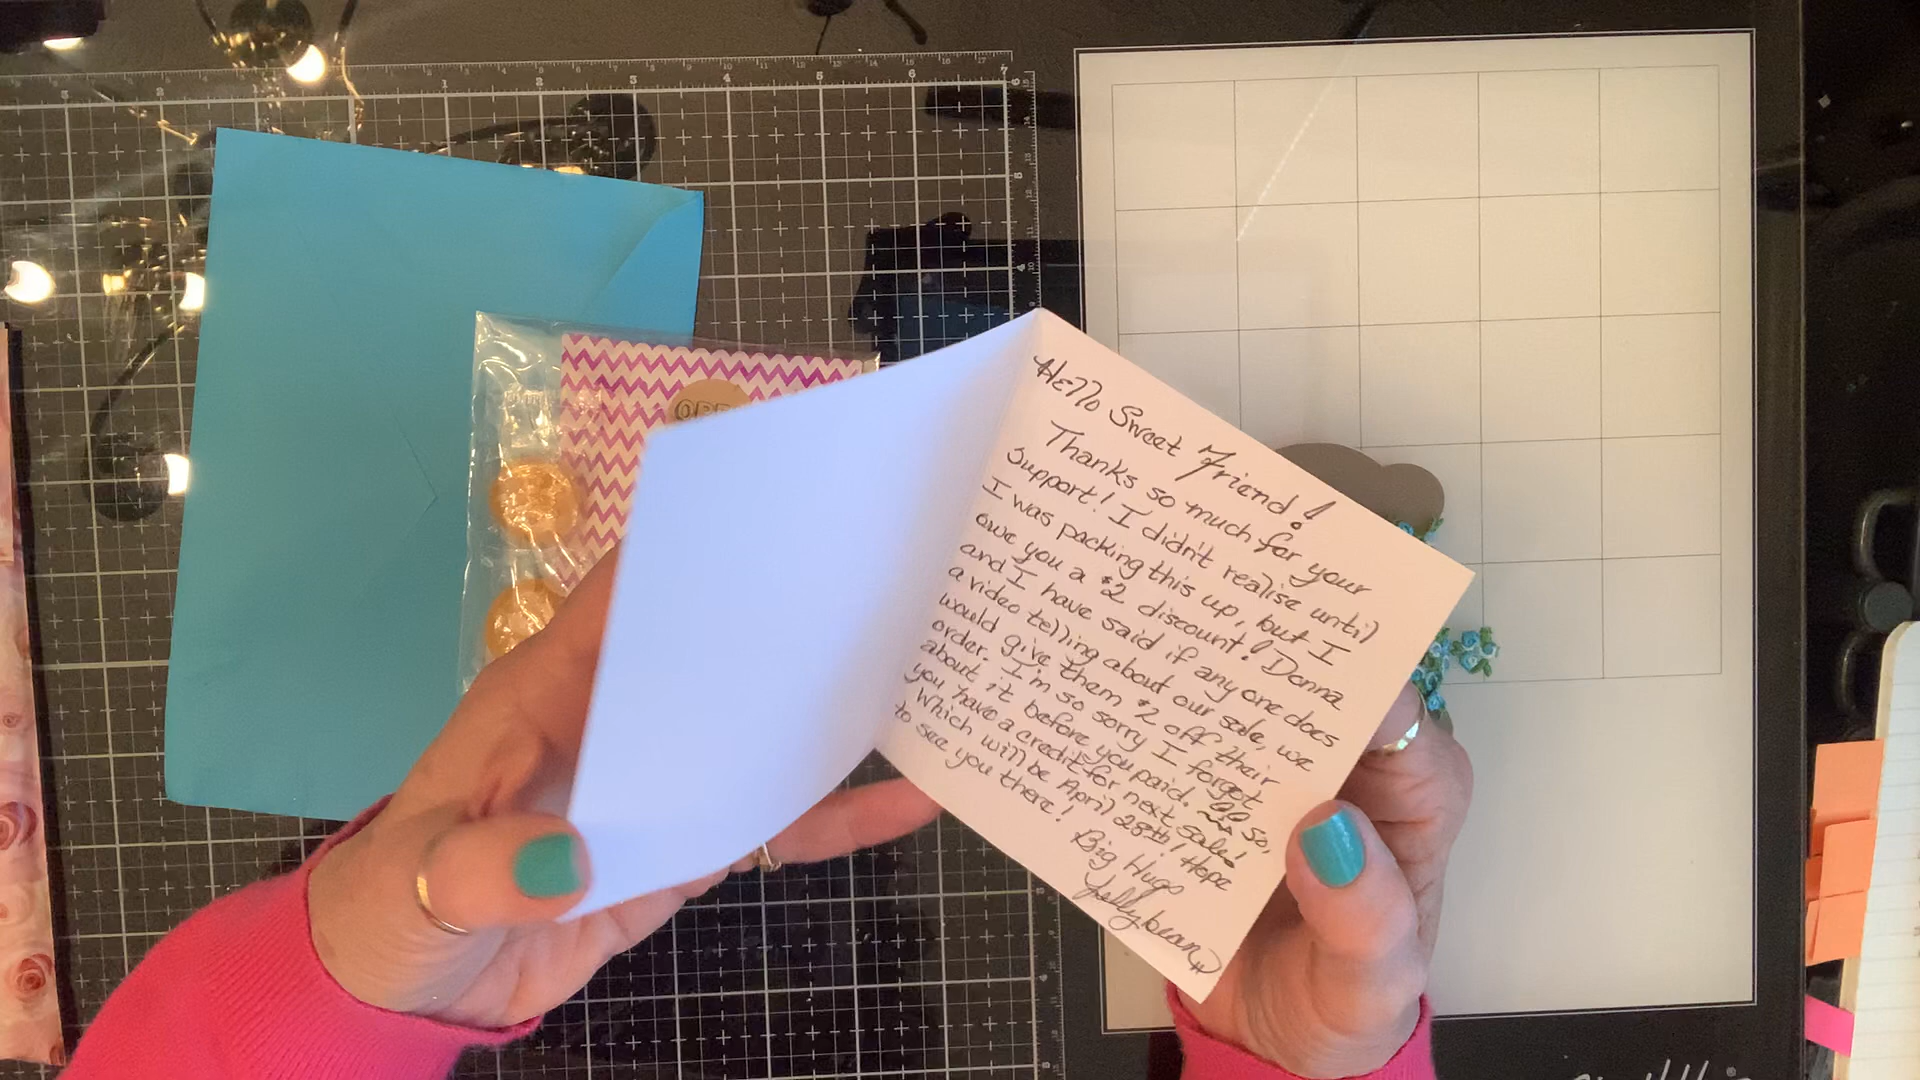 Hello Sweet Friend!
Thanks so much for your
support! I didn't realise until
I was packing this up, but I
owe you a $2 discount! Donna
and I have said if any one does
a video telling about our sale, we
would give them $2 off their
order. I'm so sorry I forgot
about it before you paid. so,
you have a credit for next sale!
Which will be April 28th! Hope
to see you there!
Big Hugs
Jellybean